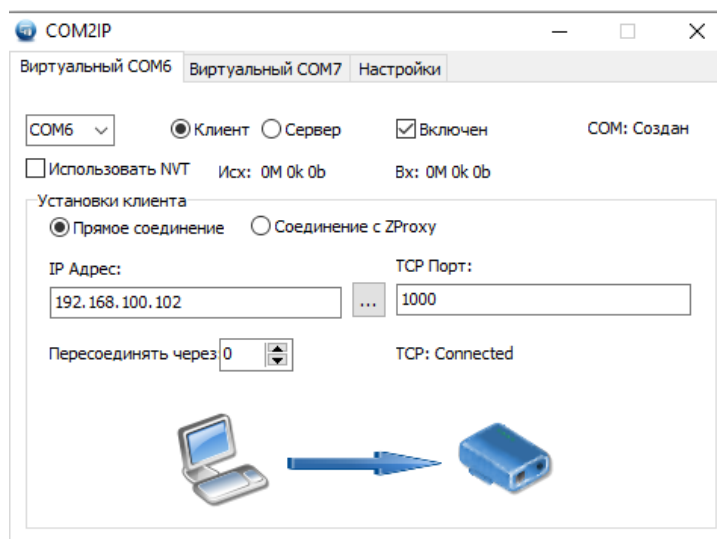 COM2IP
Виртуальный COM6 Виртуальный COM7 Настройки
COM6 Клиент Сервер Включен COM: Создан
Использовать NVT Исх: 0M 0k 0b Вх: 0M 0k 0b
Установки клиента
Прямое соединение Соединение с ZProxy
IP Адрес: TCP Порт:
192.168.100.102 ... 1000
Пересоединять через 0 TCP: Connected